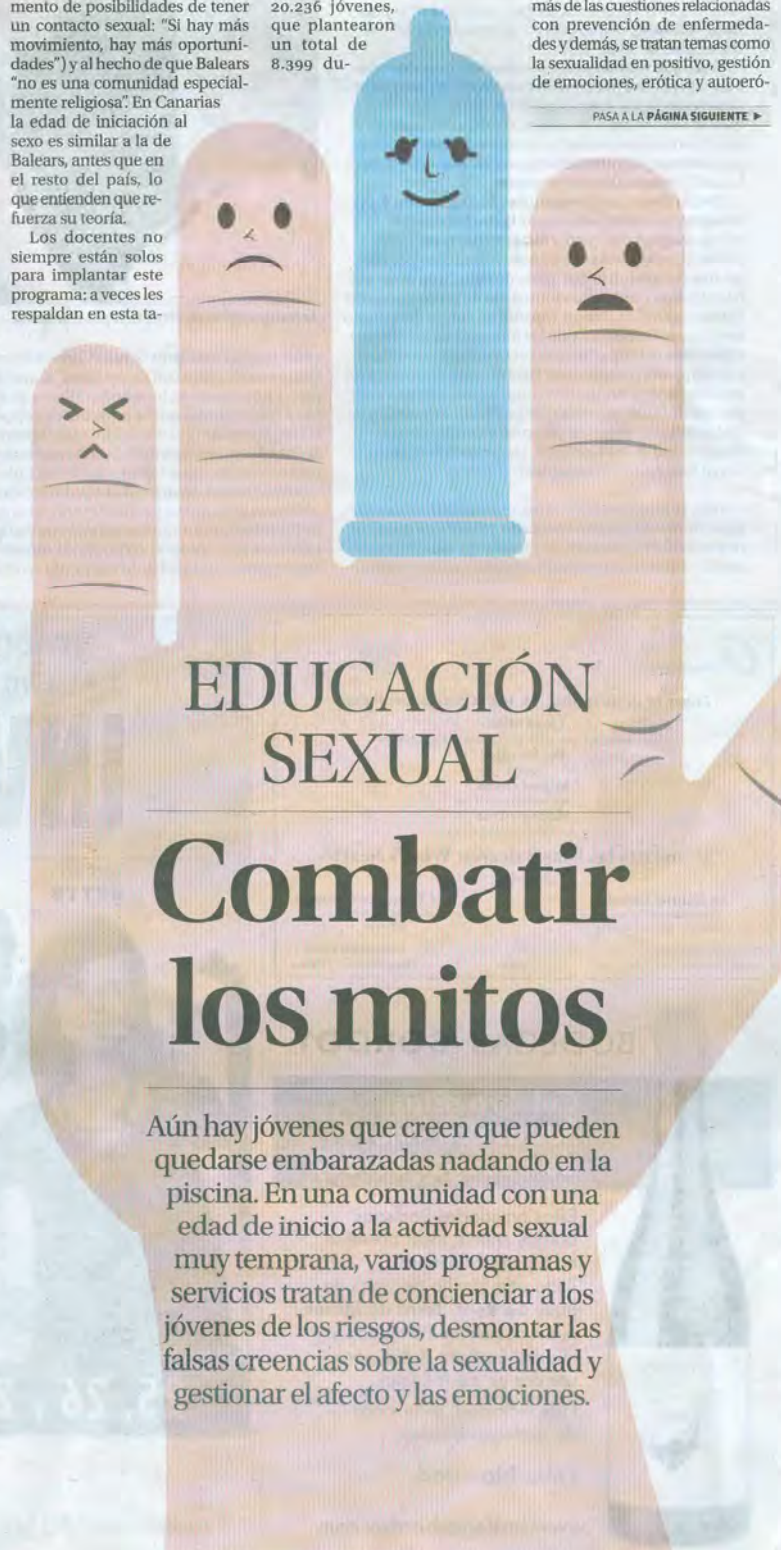 mento de posibilidades de tener
un contacto sexual: "Si hay más
movimiento, hay más oportuni-
dades") y al hecho de que Balears
"no es una comunidad especial-
mente religiosa". En Canarias
la edad de iniciación al
sexo es similar a la de
Balears, antes que en
el resto del país, lo
que entienden que re-
fuerza su teoría.
Los docentes no
siempre están solos
para implantar este
programa: a veces les
respaldan en esta ta-
20.236 jóvenes,
que plantearon
un total de
8.399 du-
más de las cuestiones relacionadas
con prevención de enfermeda-
des y demás, se tratan temas como
la sexualidad en positivo, gestión
de emociones, erótica y autoeró-
PASA A LA PÁGINA SIGUIENTE ▶
EDUCACIÓN
SEXUAL
Combatir
los mitos
Aún hay jóvenes que creen que pueden
quedarse embarazadas nadando en la
piscina. En una comunidad con una
edad de inicio a la actividad sexual
muy temprana, varios programas y
servicios tratan de concienciar a los
jóvenes de los riesgos, desmontar las
falsas creencias sobre la sexualidad y
gestionar el afecto y las emociones.